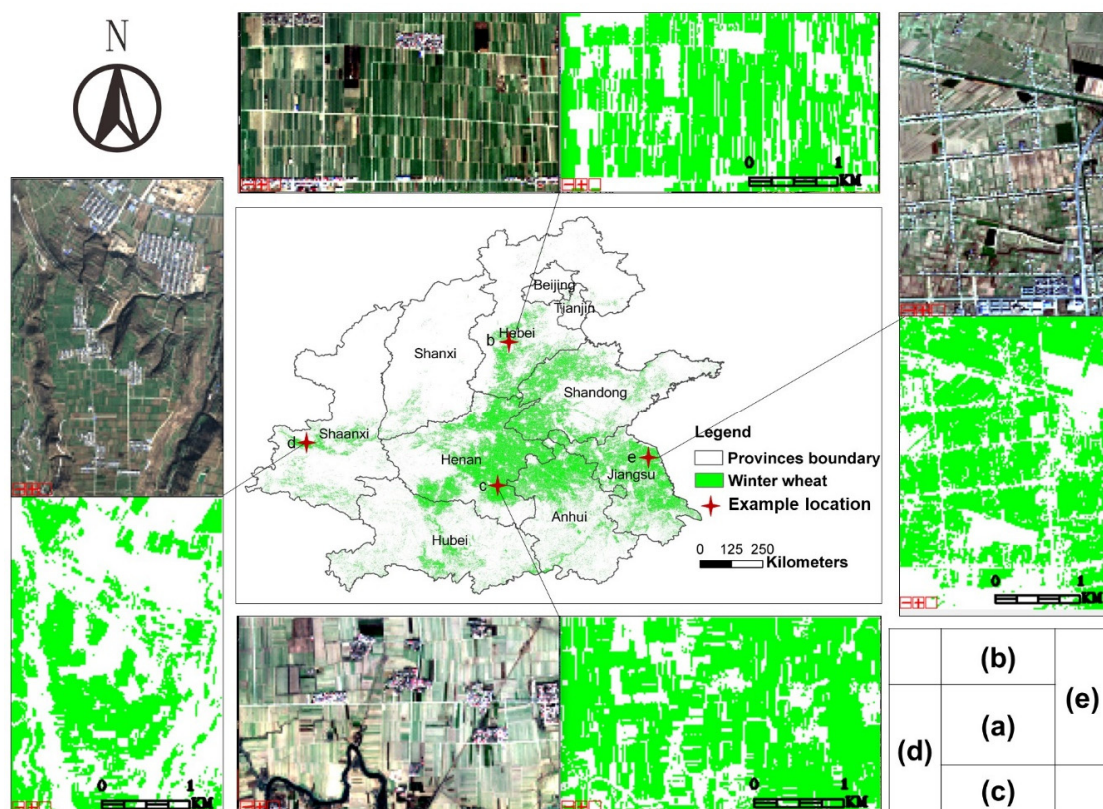 N
0 1
KM
Beijing
Tianjin
b Hebei
Shanxi
Shandong
d Shaanxi
Henan
e
Jiangsu
c
Anhui
Hubei
Legend
Provinces boundary
Winter wheat
Example location
0 125 250
Kilometers
0 1
KM
0 1
KM
0 1
KM
(b)
(e)
(a)
(d)
(c)